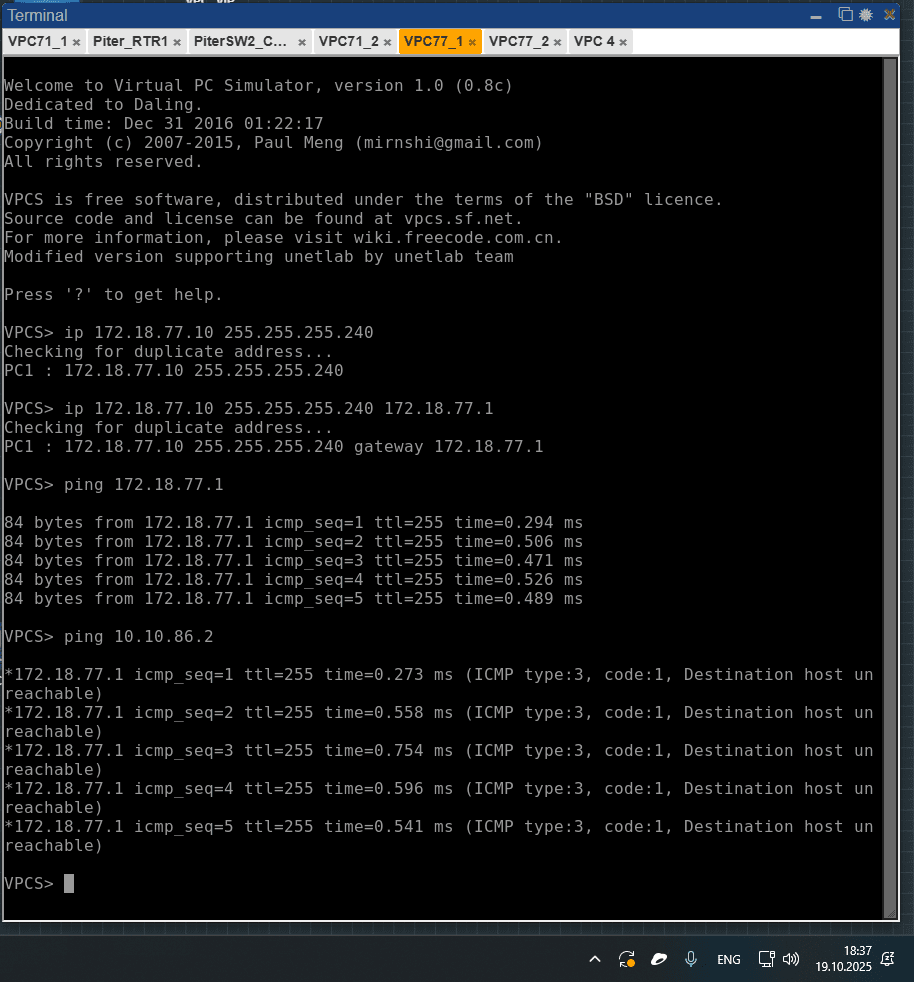 Terminal
VPC71_1 × Piter_RTR1 × PiterSW2_C... × VPC71_2 × VPC77_1 × VPC77_2 × VPC 4 ×
Welcome to Virtual PC Simulator, version 1.0 (0.8c)
Dedicated to Daling.
Build time: Dec 31 2016 01:22:17
Copyright (c) 2007-2015, Paul Meng (mirnshi@gmail.com)
All rights reserved.
VPCS is free software, distributed under the terms of the "BSD" licence.
Source code and license can be found at vpcs.sf.net.
For more information, please visit wiki.freecode.com.cn.
Modified version supporting unetlab by unetlab team
Press '?' to get help.
VPCS> ip 172.18.77.10 255.255.255.240
Checking for duplicate address...
PC1 : 172.18.77.10 255.255.255.240
VPCS> ip 172.18.77.10 255.255.255.240 172.18.77.1
Checking for duplicate address...
PC1 : 172.18.77.10 255.255.255.240 gateway 172.18.77.1
VPCS> ping 172.18.77.1
84 bytes from 172.18.77.1 icmp_seq=1 ttl=255 time=0.294 ms
84 bytes from 172.18.77.1 icmp_seq=2 ttl=255 time=0.506 ms
84 bytes from 172.18.77.1 icmp_seq=3 ttl=255 time=0.471 ms
84 bytes from 172.18.77.1 icmp_seq=4 ttl=255 time=0.526 ms
84 bytes from 172.18.77.1 icmp_seq=5 ttl=255 time=0.489 ms
VPCS> ping 10.10.86.2
*172.18.77.1 icmp_seq=1 ttl=255 time=0.273 ms (ICMP type:3, code:1, Destination host un
reachable)
*172.18.77.1 icmp_seq=2 ttl=255 time=0.558 ms (ICMP type:3, code:1, Destination host un
reachable)
*172.18.77.1 icmp_seq=3 ttl=255 time=0.754 ms (ICMP type:3, code:1, Destination host un
reachable)
*172.18.77.1 icmp_seq=4 ttl=255 time=0.596 ms (ICMP type:3, code:1, Destination host un
reachable)
*172.18.77.1 icmp_seq=5 ttl=255 time=0.541 ms (ICMP type:3, code:1, Destination host un
reachable)
VPCS>
ENG
18:37
19.10.2025